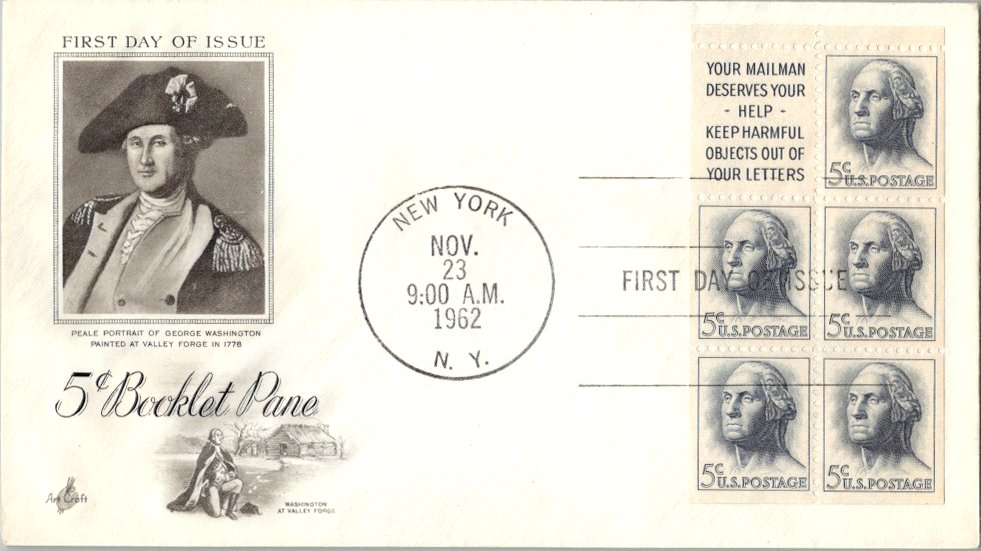 FIRST DAY OF ISSUE
PEALE PORTRAIT OF GEORGE WASHINGTON
PAINTED AT VALLEY FORGE IN 1778
5¢ Booklet Pane
Art Craft
WASHINGTON
AT VALLEY FORGE
NEW YORK
NOV.
23
9:00 A.M.
1962
N. Y.
YOUR MAILMAN
DESERVES YOUR
- HELP -
KEEP HARMFUL
OBJECTS OUT OF
YOUR LETTERS
5c U.S. POSTAGE
FIRST DAY OF ISSUE
5c U.S. POSTAGE
5c U.S. POSTAGE
5c U.S. POSTAGE
5c U.S. POSTAGE